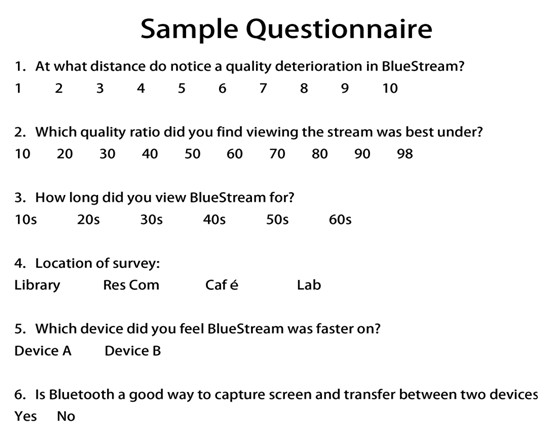 Sample Questionnaire
1. At what distance do notice a quality deterioration in BlueStream?
1 2 3 4 5 6 7 8 9 10
2. Which quality ratio did you find viewing the stream was best under?
10 20 30 40 50 60 70 80 90 98
3. How long did you view BlueStream for?
10s 20s 30s 40s 50s 60s
4. Location of survey:
Library Res Com Caf é Lab
5. Which device did you feel BlueStream was faster on?
Device A Device B
6. Is Bluetooth a good way to capture screen and transfer between two devices
Yes No